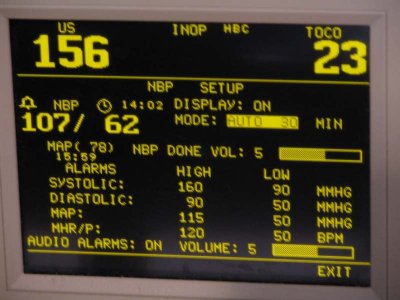 US INOP HBC TOCO
156 23
NBP SETUP
NBP 14:02 DISPLAY: ON
107/ 62 MODE: AUTO 30 MIN
MAP( 78) NBP DONE VOL: 5
15:59
ALARMS HIGH LOW
SYSTOLIC: 160 90 MMHG
DIASTOLIC: 90 50 MMHG
MAP: 115 50 MMHG
MHR/P: 120 50 BPM
AUDIO ALARMS: ON VOLUME: 5
EXIT